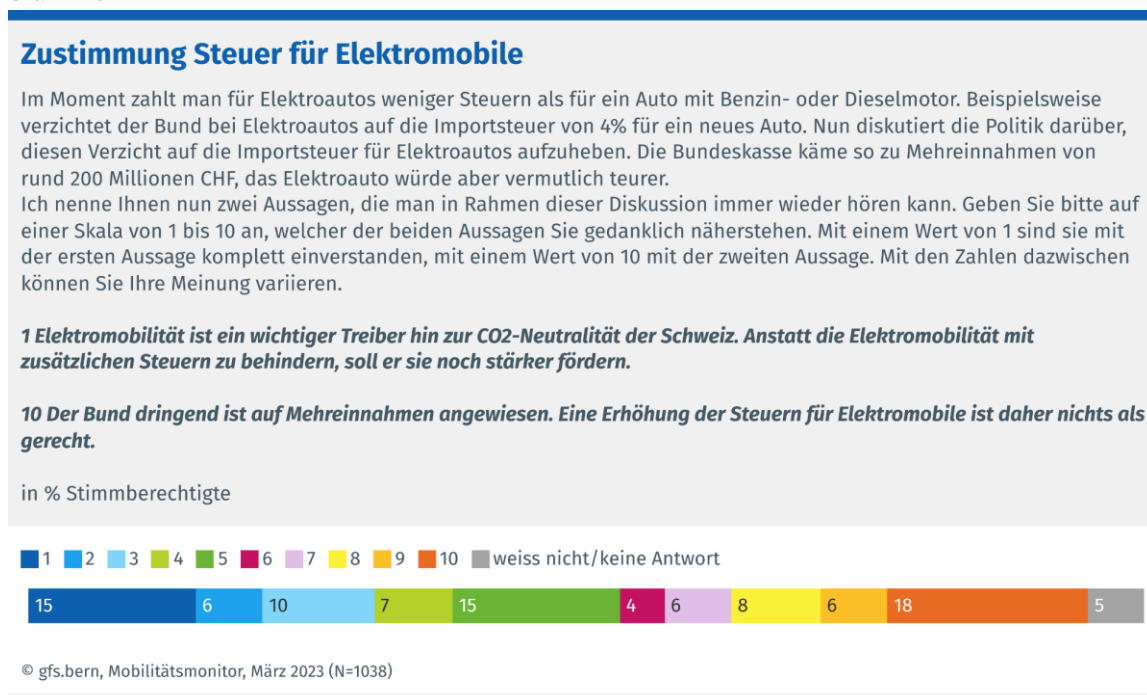 Zustimmung Steuer für Elektromobile
Im Moment zahlt man für Elektroautos weniger Steuern als für ein Auto mit Benzin- oder Dieselmotor. Beispielsweise
verzichtet der Bund bei Elektroautos auf die Importsteuer von 4% für ein neues Auto. Nun diskutiert die Politik darüber,
diesen Verzicht auf die Importsteuer für Elektroautos aufzuheben. Die Bundeskasse käme so zu Mehreinnahmen von
rund 200 Millionen CHF, das Elektroauto würde aber vermutlich teurer.
Ich nenne Ihnen nun zwei Aussagen, die man in Rahmen dieser Diskussion immer wieder hören kann. Geben Sie bitte auf
einer Skala von 1 bis 10 an, welcher der beiden Aussagen Sie gedanklich näherstehen. Mit einem Wert von 1 sind sie mit
der ersten Aussage komplett einverstanden, mit einem Wert von 10 mit der zweiten Aussage. Mit den Zahlen dazwischen
können Sie Ihre Meinung variieren.
1 Elektromobilität ist ein wichtiger Treiber hin zur CO2-Neutralität der Schweiz. Anstatt die Elektromobilität mit
zusätzlichen Steuern zu behindern, soll er sie noch stärker fördern.
10 Der Bund dringend ist auf Mehreinnahmen angewiesen. Eine Erhöhung der Steuern für Elektromobile ist daher nichts als
gerecht.
in % Stimmberechtigte
1 2 3 4 5 6 7 8 9 10 weiss nicht/keine Antwort
15 6 10 7 15 4 6 8 6 18 5
© gfs.bern, Mobilitätsmonitor, März 2023 (N=1038)